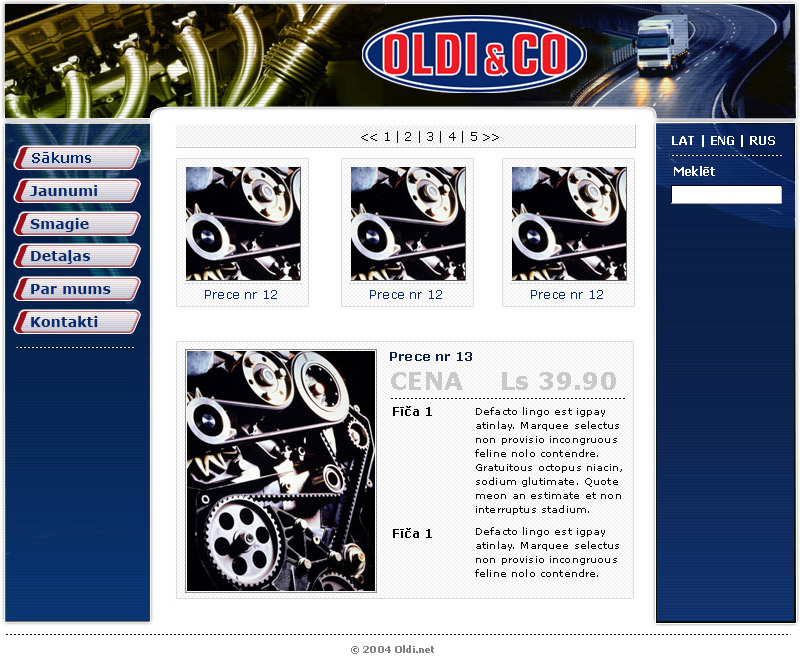 OLDI & CO
LAT | ENG | RUS
Meklēt
Sākums
Jaunumi
Smagie
Detaļas
Par mums
Kontakti
<< 1 | 2 | 3 | 4 | 5 >>
Prece nr 12
Prece nr 12
Prece nr 12
Prece nr 13
CENA Ls 39.90
Fīča 1
Defacto lingo est igpay
atinlay. Marquee selectus
non provisio incongruous
feline nolo contendre.
Gratuitous octopus niacin,
sodium glutimate. Quote
meon an estimate et non
interruptus stadium.
Fīča 1
Defacto lingo est igpay
atinlay. Marquee selectus
non provisio incongruous
feline nolo contendre.
© 2004 Oldi.net